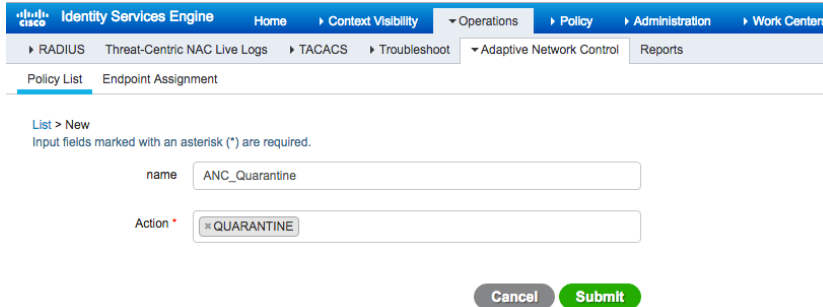 cisco Identity Services Engine Home Context Visibility Operations Policy Administration Work Centers
RADIUS Threat-Centric NAC Live Logs TACACS Troubleshoot Adaptive Network Control Reports
Policy List Endpoint Assignment
List > New
Input fields marked with an asterisk (*) are required.
name ANC_Quarantine
Action * × QUARANTINE
Cancel Submit